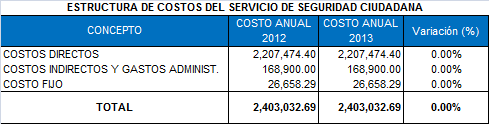 ESTRUCTURA DE COSTOS DEL SERVICIO DE SEGURIDAD CIUDADANA
CONCEPTO COSTO ANUAL 2012 COSTO ANUAL 2013 Variación (%)
COSTOS DIRECTOS 2,207,474.40 2,207,474.40 0.00%
COSTOS INDIRECTOS Y GASTOS ADMINIST. 168,900.00 168,900.00 0.00%
COSTO FIJO 26,658.29 26,658.29 0.00%
TOTAL 2,403,032.69 2,403,032.69 0.00%